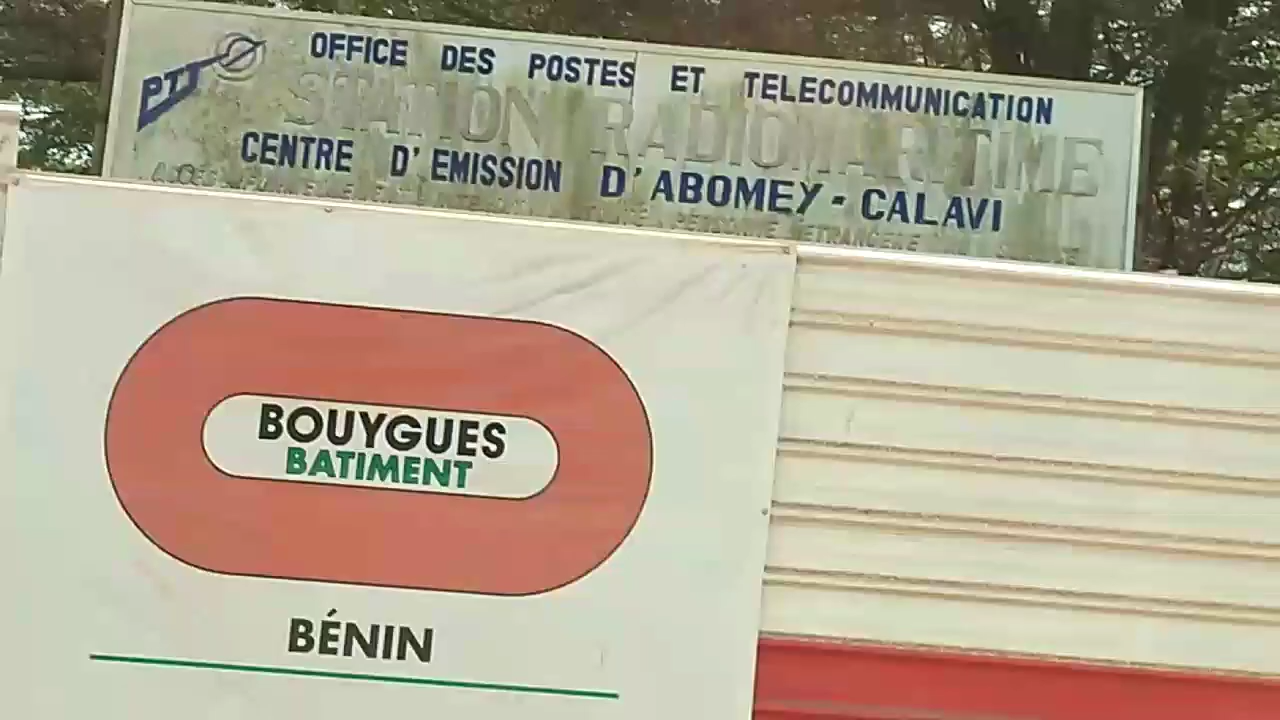 PTT
OFFICE DES POSTES ET TELECOMMUNICATION
STATION RADIOMARITIME
CENTRE D'EMISSION D'ABOMEY-CALAVI
BOUYGUES
BATIMENT
BÉNIN